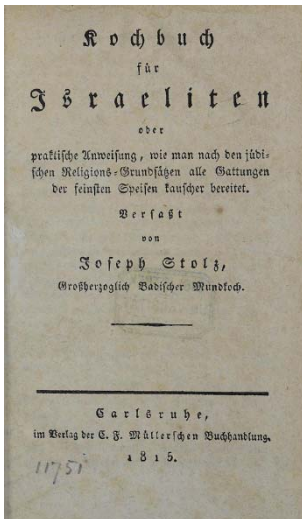 Kochbuch
für
Israeliten
oder
praktische Anweisung, wie man nach den jüdi-
schen Religions-Grundsätzen alle Gattungen
der feinsten Speisen kauscher bereitet.
Verfaßt
von
Joseph Stolz,
Großherzoglich Badischer Mundkoch.
Carlsruhe,
im Verlag der C. F. Müllerschen Buchhandlung.
1815.
11751